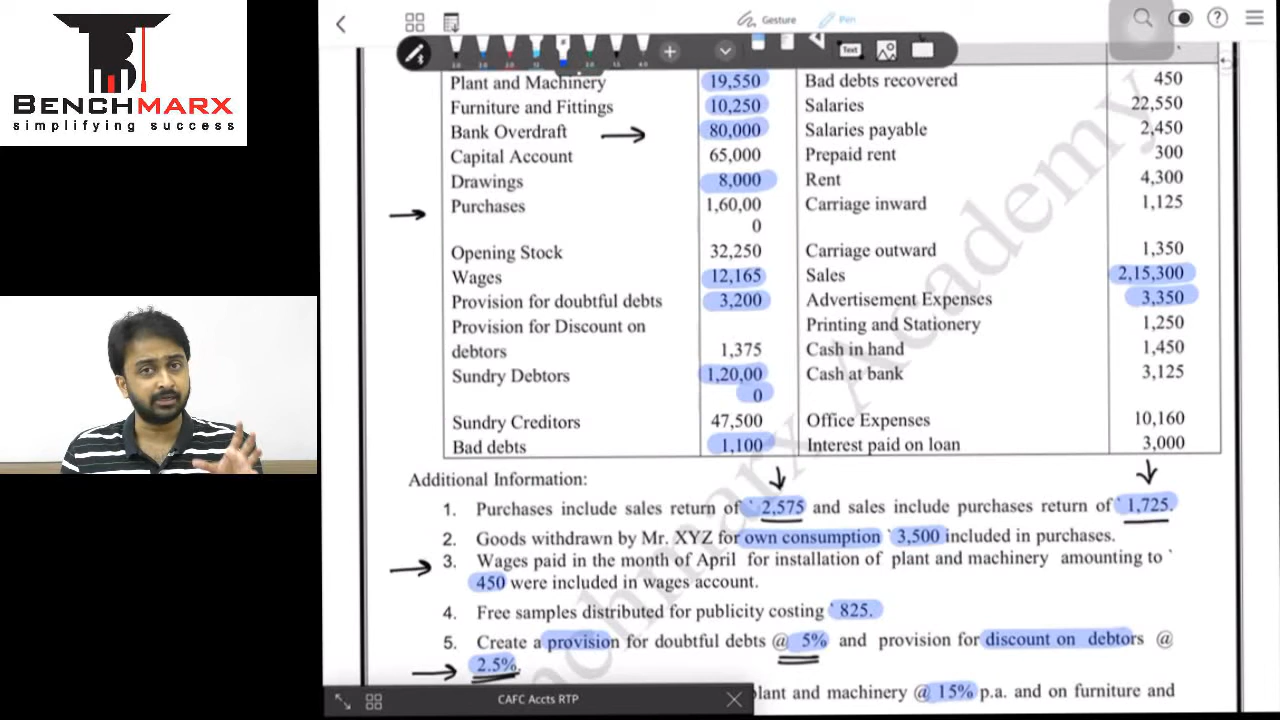 BENCHMARX
simplifying success
Gesture Pen
Text
Plant and Machinery 19,550 Bad debts recovered 450
Furniture and Fittings 10,250 Salaries 22,550
Bank Overdraft 80,000 Salaries payable 2,450
Capital Account 65,000 Prepaid rent 300
Drawings 8,000 Rent 4,300
Purchases 1,60,00 Carriage inward 1,125
0
Opening Stock 32,250 Carriage outward 1,350
Wages 12,165 Sales 2,15,300
Provision for doubtful debts 3,200 Advertisement Expenses 3,350
Provision for Discount on Printing and Stationery 1,250
debtors 1,375 Cash in hand 1,450
Sundry Debtors 1,20,00 Cash at bank 3,125
0
Sundry Creditors 47,500 Office Expenses 10,160
Bad debts 1,100 Interest paid on loan 3,000
Additional Information:
1. Purchases include sales return of ` 2,575 and sales include purchases return of ` 1,725.
2. Goods withdrawn by Mr. XYZ for own consumption ` 3,500 included in purchases.
3. Wages paid in the month of April for installation of plant and machinery amounting to `
450 were included in wages account.
4. Free samples distributed for publicity costing ` 825.
5. Create a provision for doubtful debts @ 5% and provision for discount on debtors @
2.5%.
plant and machinery @ 15% p.a. and on furniture and
CAFC Accts RTP
Benchmarx Academy